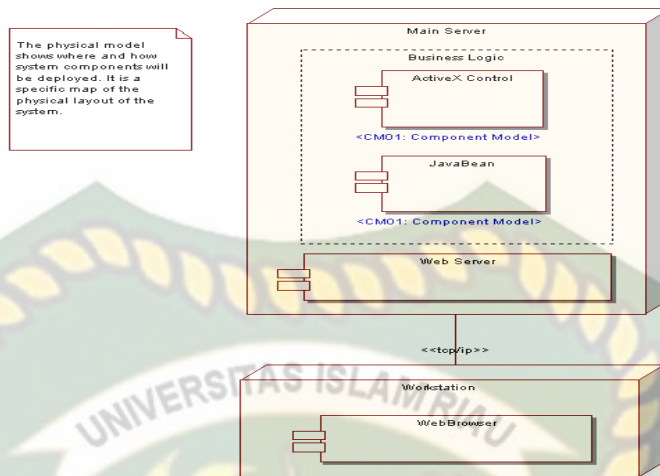 The physical model
shows where and how
system components will
be deployed. It is a
specific map of the
physical layout of the
system.
Main Server
Business Logic
ActiveX Control
<CM01: Component Model>
JavaBean
<CM01: Component Model>
Web Server
<<tcp/ip>>
Workstation
WebBrowser
UNIVERSITAS ISLAM RIAU